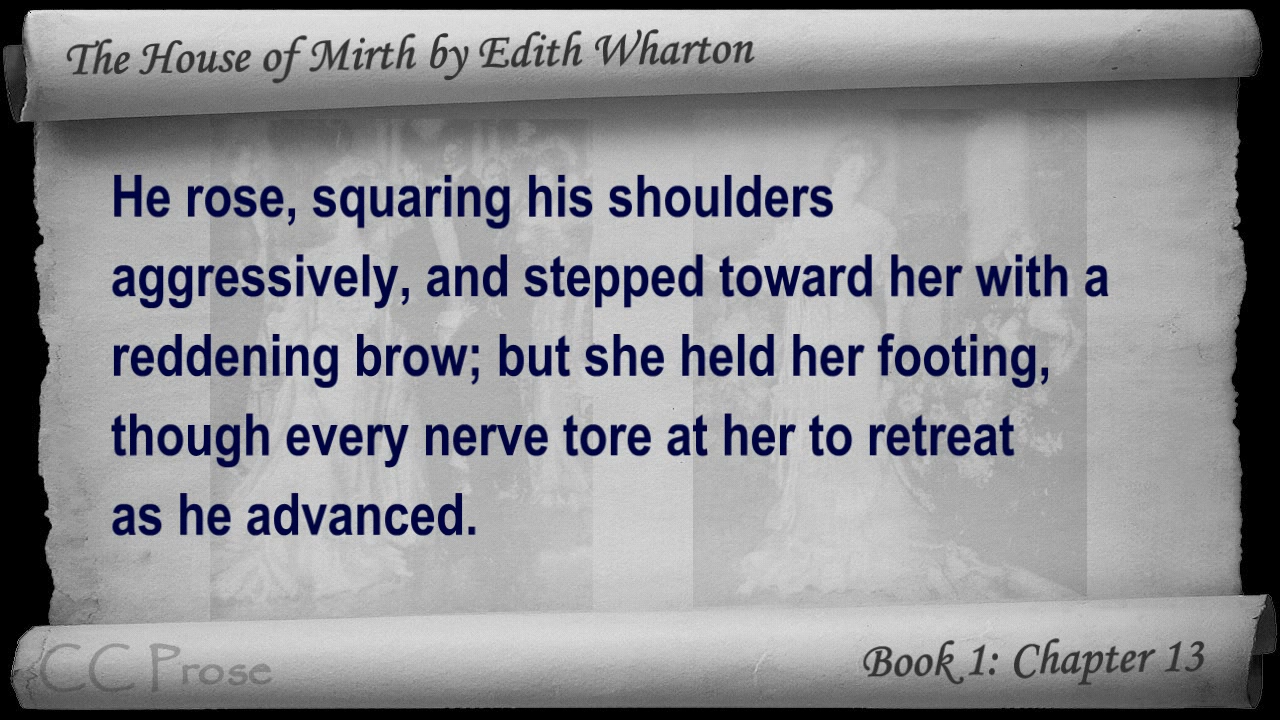 The House of Mirth by Edith Wharton
He rose, squaring his shoulders
aggressively, and stepped toward her with a
reddening brow; but she held her footing,
though every nerve tore at her to retreat
as he advanced.
CC Prose
Book 1: Chapter 13